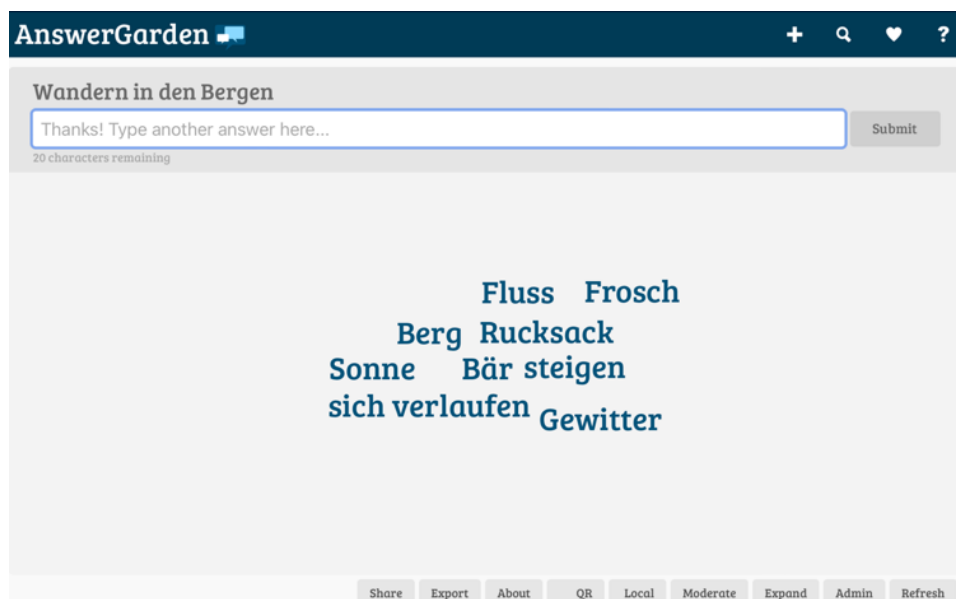 AnswerGarden
Wandern in den Bergen
Thanks! Type another answer here...
Submit
20 characters remaining
Fluss Frosch
Berg Rucksack
Sonne Bär steigen
sich verlaufen Gewitter
Share Export About QR Local Moderate Expand Admin Refresh